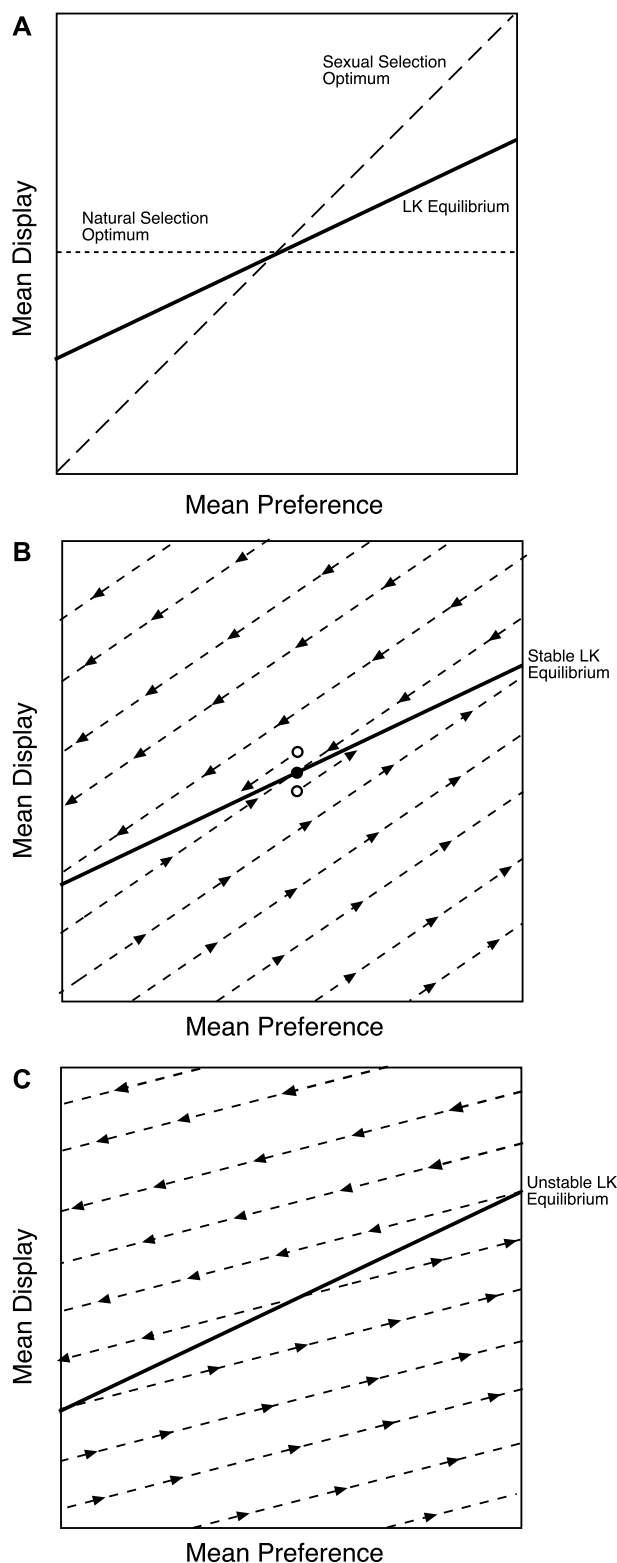 A
Sexual Selection
Optimum
LK Equilibrium
Natural Selection
Optimum
Mean Display
Mean Preference
B
Stable LK
Equilibrium
Mean Display
Mean Preference
C
Unstable LK
Equilibrium
Mean Display
Mean Preference